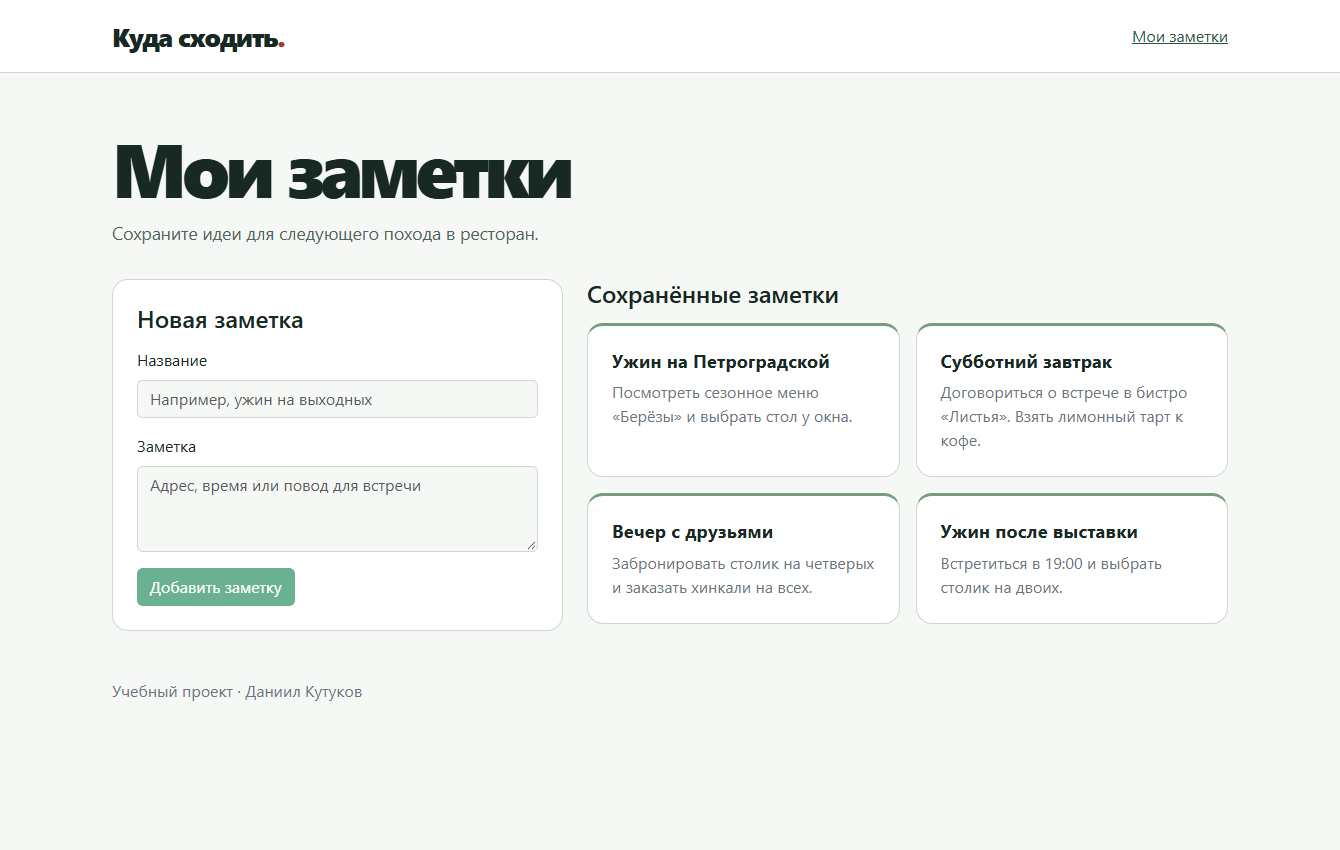 Куда сходить.
Мои заметки
Мои заметки
Сохраните идеи для следующего похода в ресторан.
Новая заметка
Название
Например, ужин на выходных
Заметка
Адрес, время или повод для встречи
Добавить заметку
Сохранённые заметки
Ужин на Петроградской
Посмотреть сезонное меню
«Берёзы» и выбрать стол у окна.
Субботний завтрак
Договориться о встрече в бистро
«Листья». Взять лимонный тарт к
кофе.
Вечер с друзьями
Забронировать столик на четверых
и заказать хинкали на всех.
Ужин после выставки
Встретиться в 19:00 и выбрать
столик на двоих.
Учебный проект · Даниил Кутуков